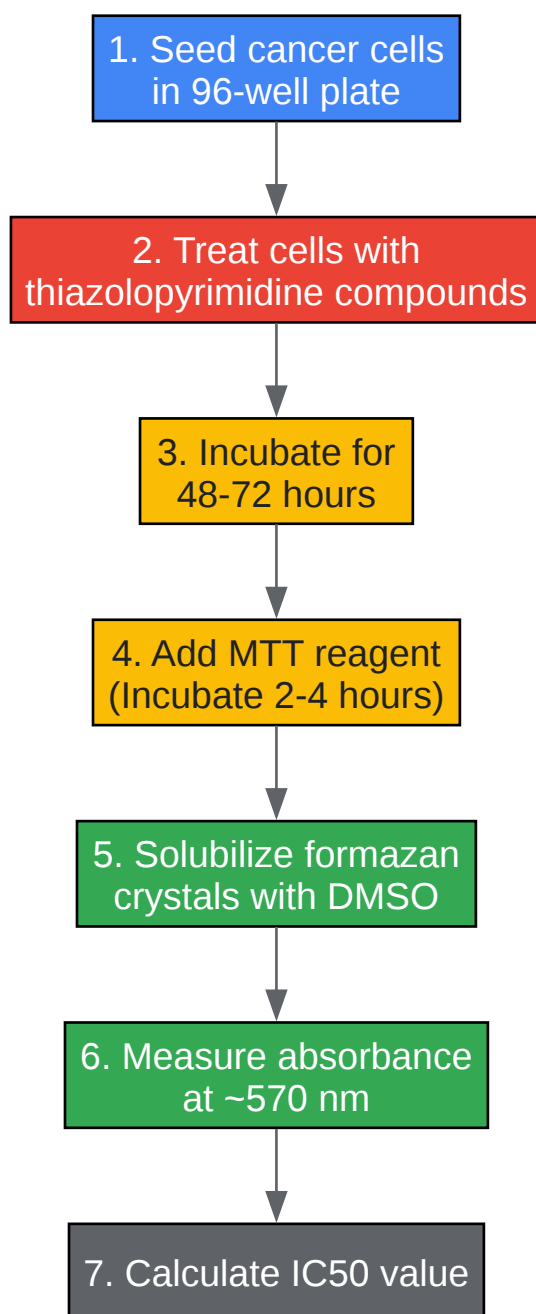 1. Seed cancer cells
in 96-well plate
2. Treat cells with
thiazolopyrimidine compounds
3. Incubate for
48-72 hours
4. Add MTT reagent
(Incubate 2-4 hours)
5. Solubilize formazan
crystals with DMSO
6. Measure absorbance
at ~570 nm
7. Calculate IC50 value